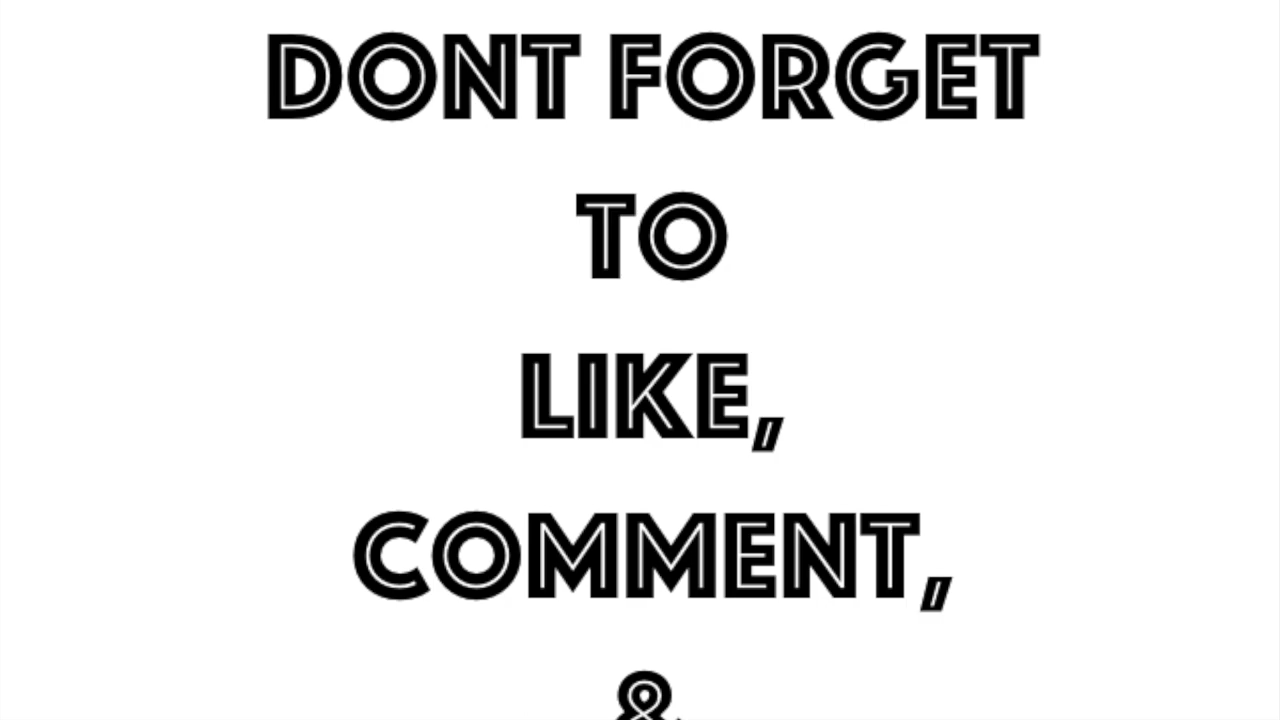 DONT FORGET
TO
LIKE,
COMMENT,
&